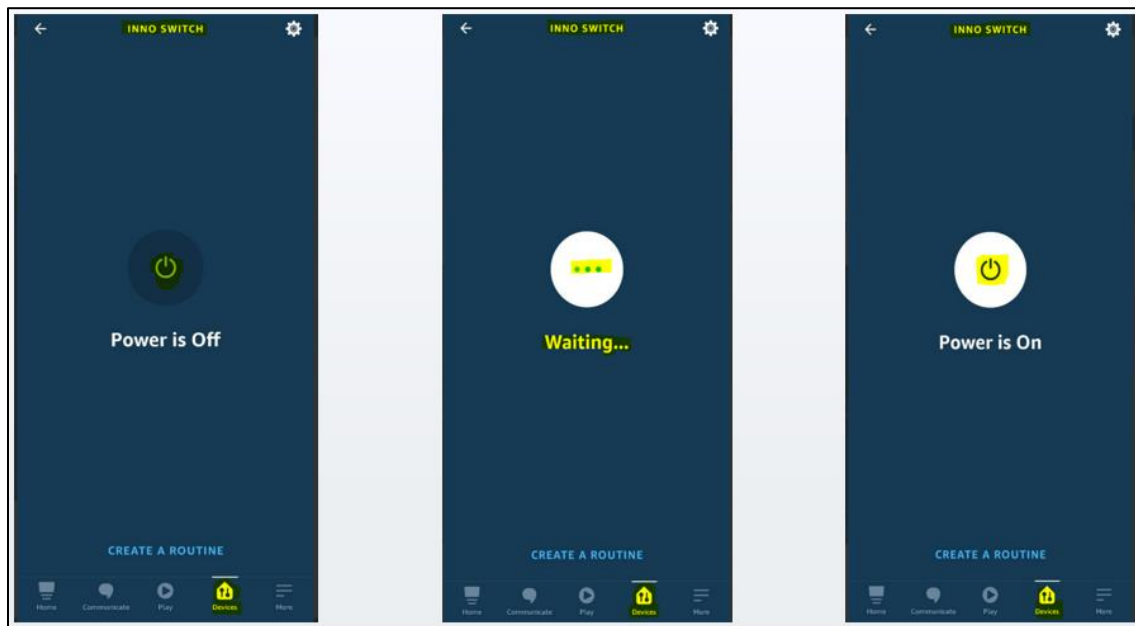 INNO SWITCH
Power is Off
CREATE A ROUTINE
Home Communicate Play Devices More
INNO SWITCH
Waiting...
CREATE A ROUTINE
Home Communicate Play Devices More
INNO SWITCH
Power is On
CREATE A ROUTINE
Home Communicate Play Devices More